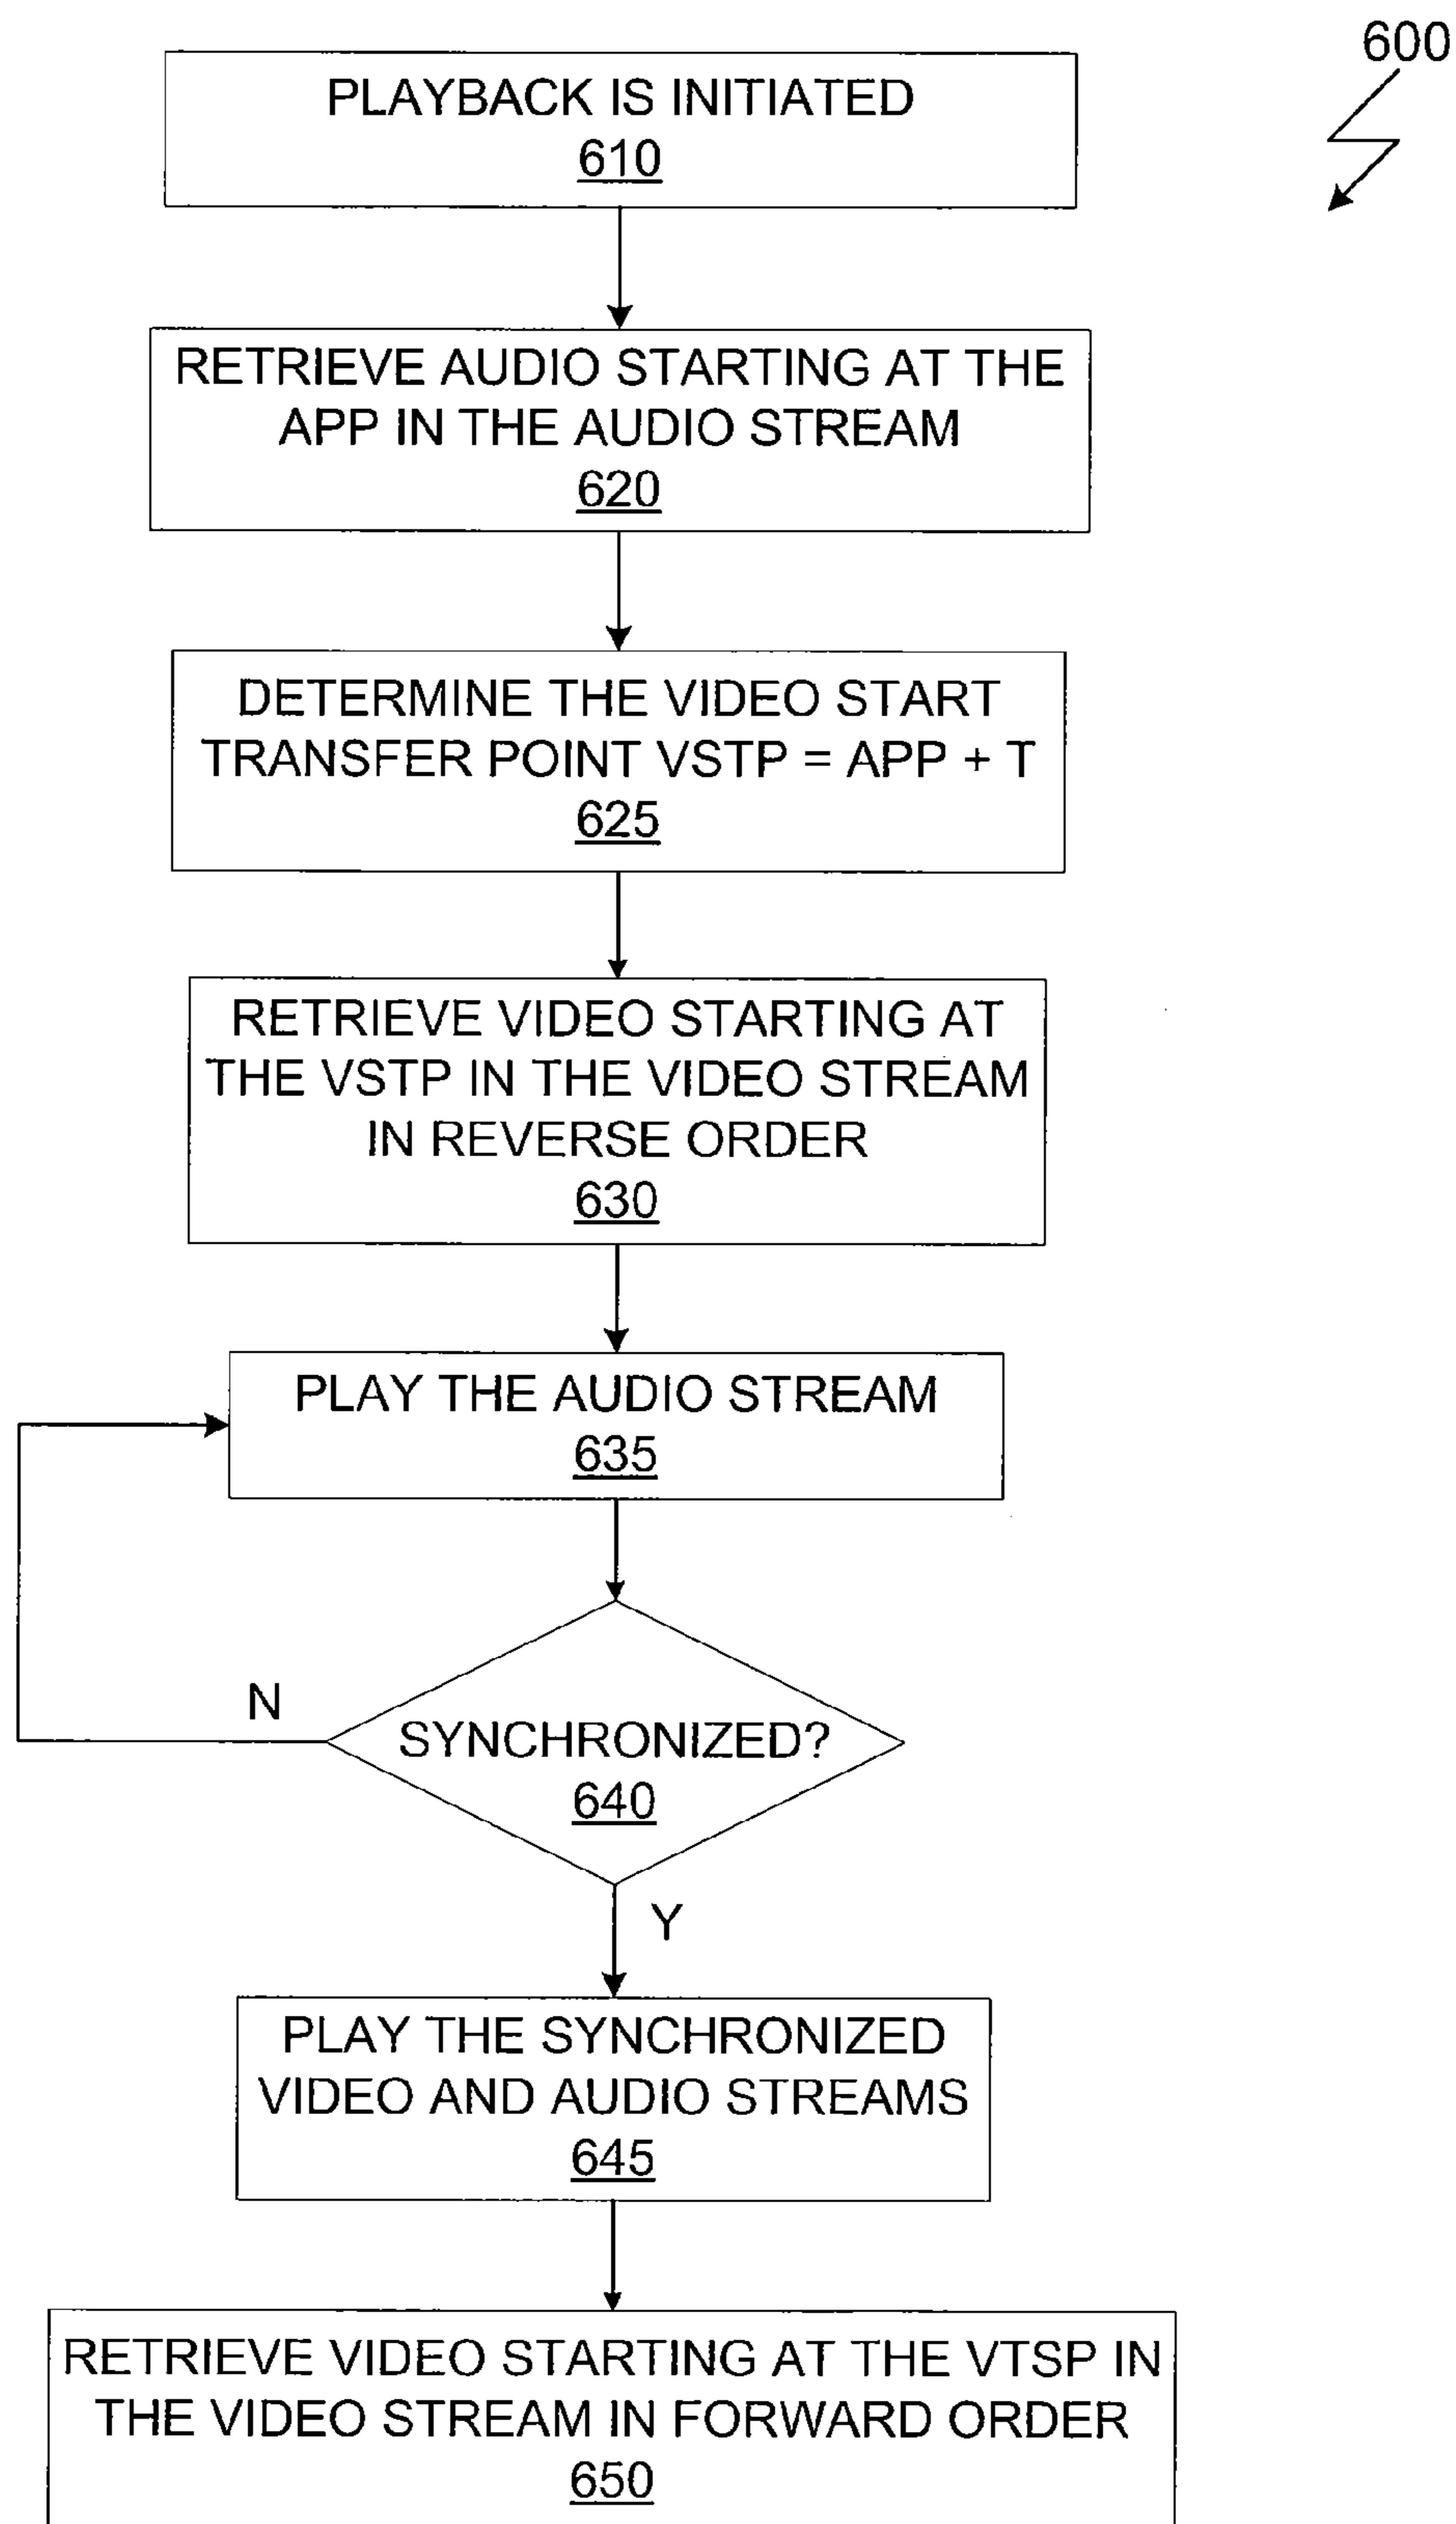 600
PLAYBACK IS INITIATED
610
RETRIEVE AUDIO STARTING AT THE
APP IN THE AUDIO STREAM
620
DETERMINE THE VIDEO START
TRANSFER POINT VSTP = APP + T
625
RETRIEVE VIDEO STARTING AT
THE VSTP IN THE VIDEO STREAM
IN REVERSE ORDER
630
PLAY THE AUDIO STREAM
635
N
SYNCHRONIZED?
640
Y
PLAY THE SYNCHRONIZED
VIDEO AND AUDIO STREAMS
645
RETRIEVE VIDEO STARTING AT THE VTSP IN
THE VIDEO STREAM IN FORWARD ORDER
650